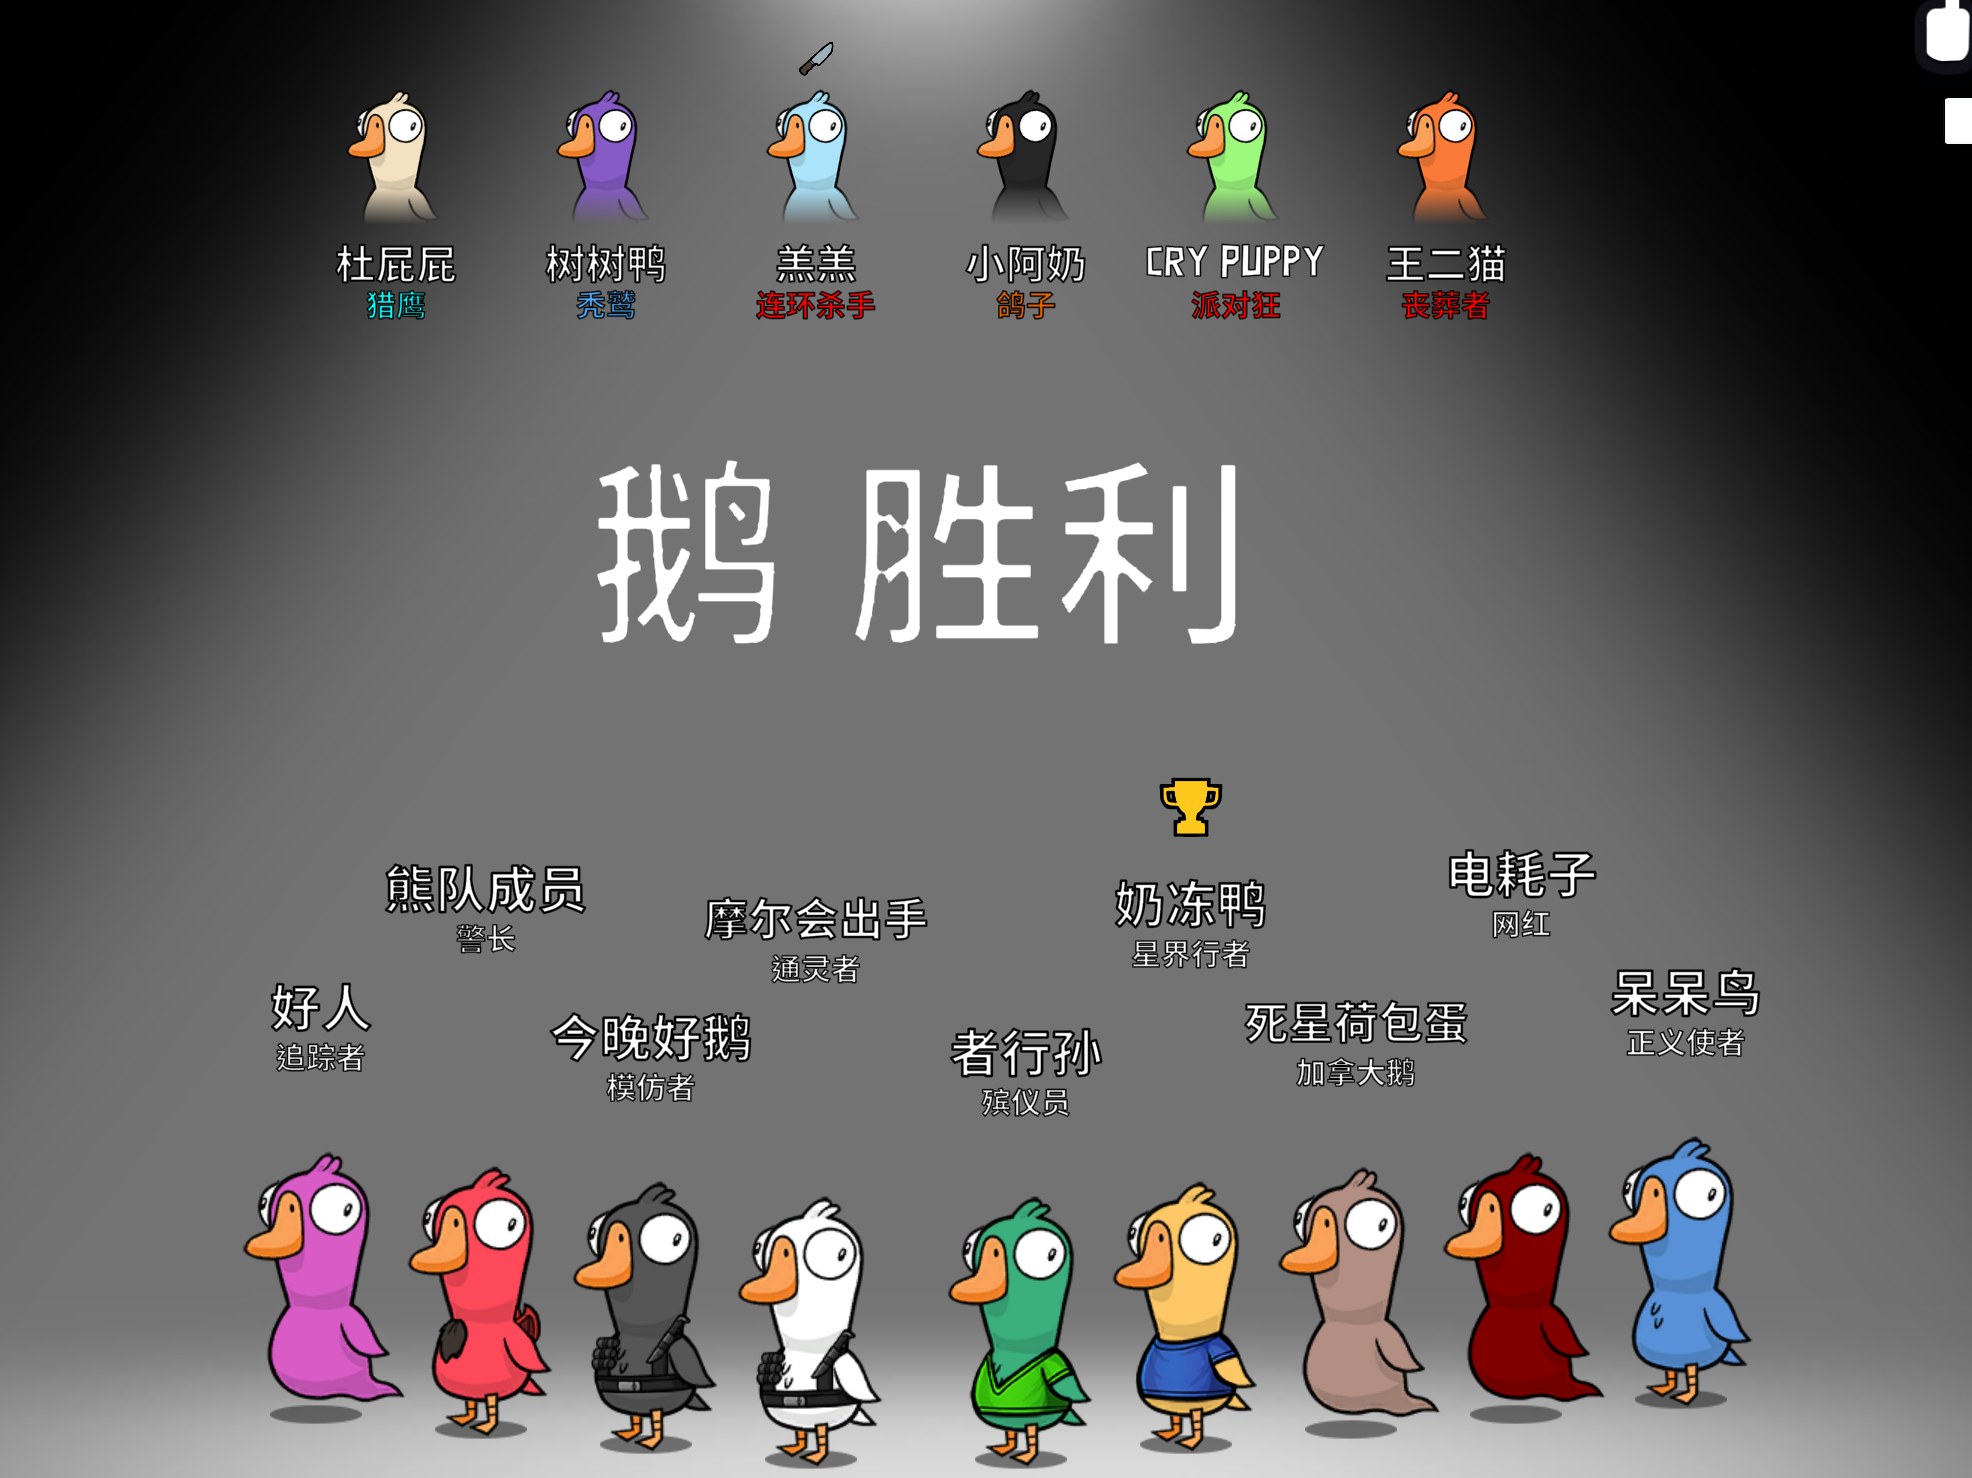 杜屁屁
猎鹰
树树鸭
秃鹫
羔羔
连环杀手
小阿奶
鸽子
CRY PUPPY
派对狂
王二猫
丧葬者
鹅 胜利
熊队成员
警长
摩尔会出手
通灵者
奶冻鸭
星界行者
电耗子
网红
好人
追踪者
今晚好鹅
模仿者
者行孙
殡仪员
死星荷包蛋
加拿大鹅
呆呆鸟
正义使者